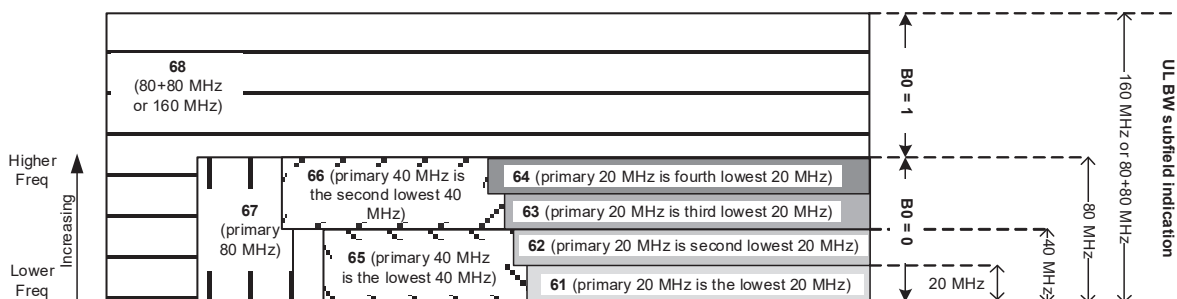 68
(80+80 MHz
or 160 MHz)
Higher
Freq
Increasing
Lower
Freq
67
(primary
80 MHz)
66 (primary 40 MHz is
the second lowest 40
MHz)
65 (primary 40 MHz
is the lowest 40 MHz)
64 (primary 20 MHz is fourth lowest 20 MHz)
63 (primary 20 MHz is third lowest 20 MHz)
62 (primary 20 MHz is second lowest 20 MHz)
61 (primary 20 MHz is the lowest 20 MHz)
B0 = 1
B0 = 0
20 MHz
40 MHz
80 MHz
160 MHz or 80+80 MHz
UL BW subfield indication